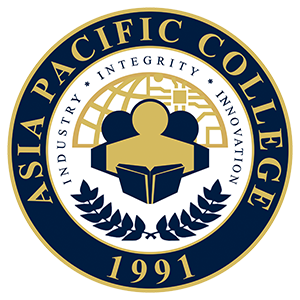 ASIA PACIFIC COLLEGE
INDUSTRY * INTEGRITY * INNOVATION
1991